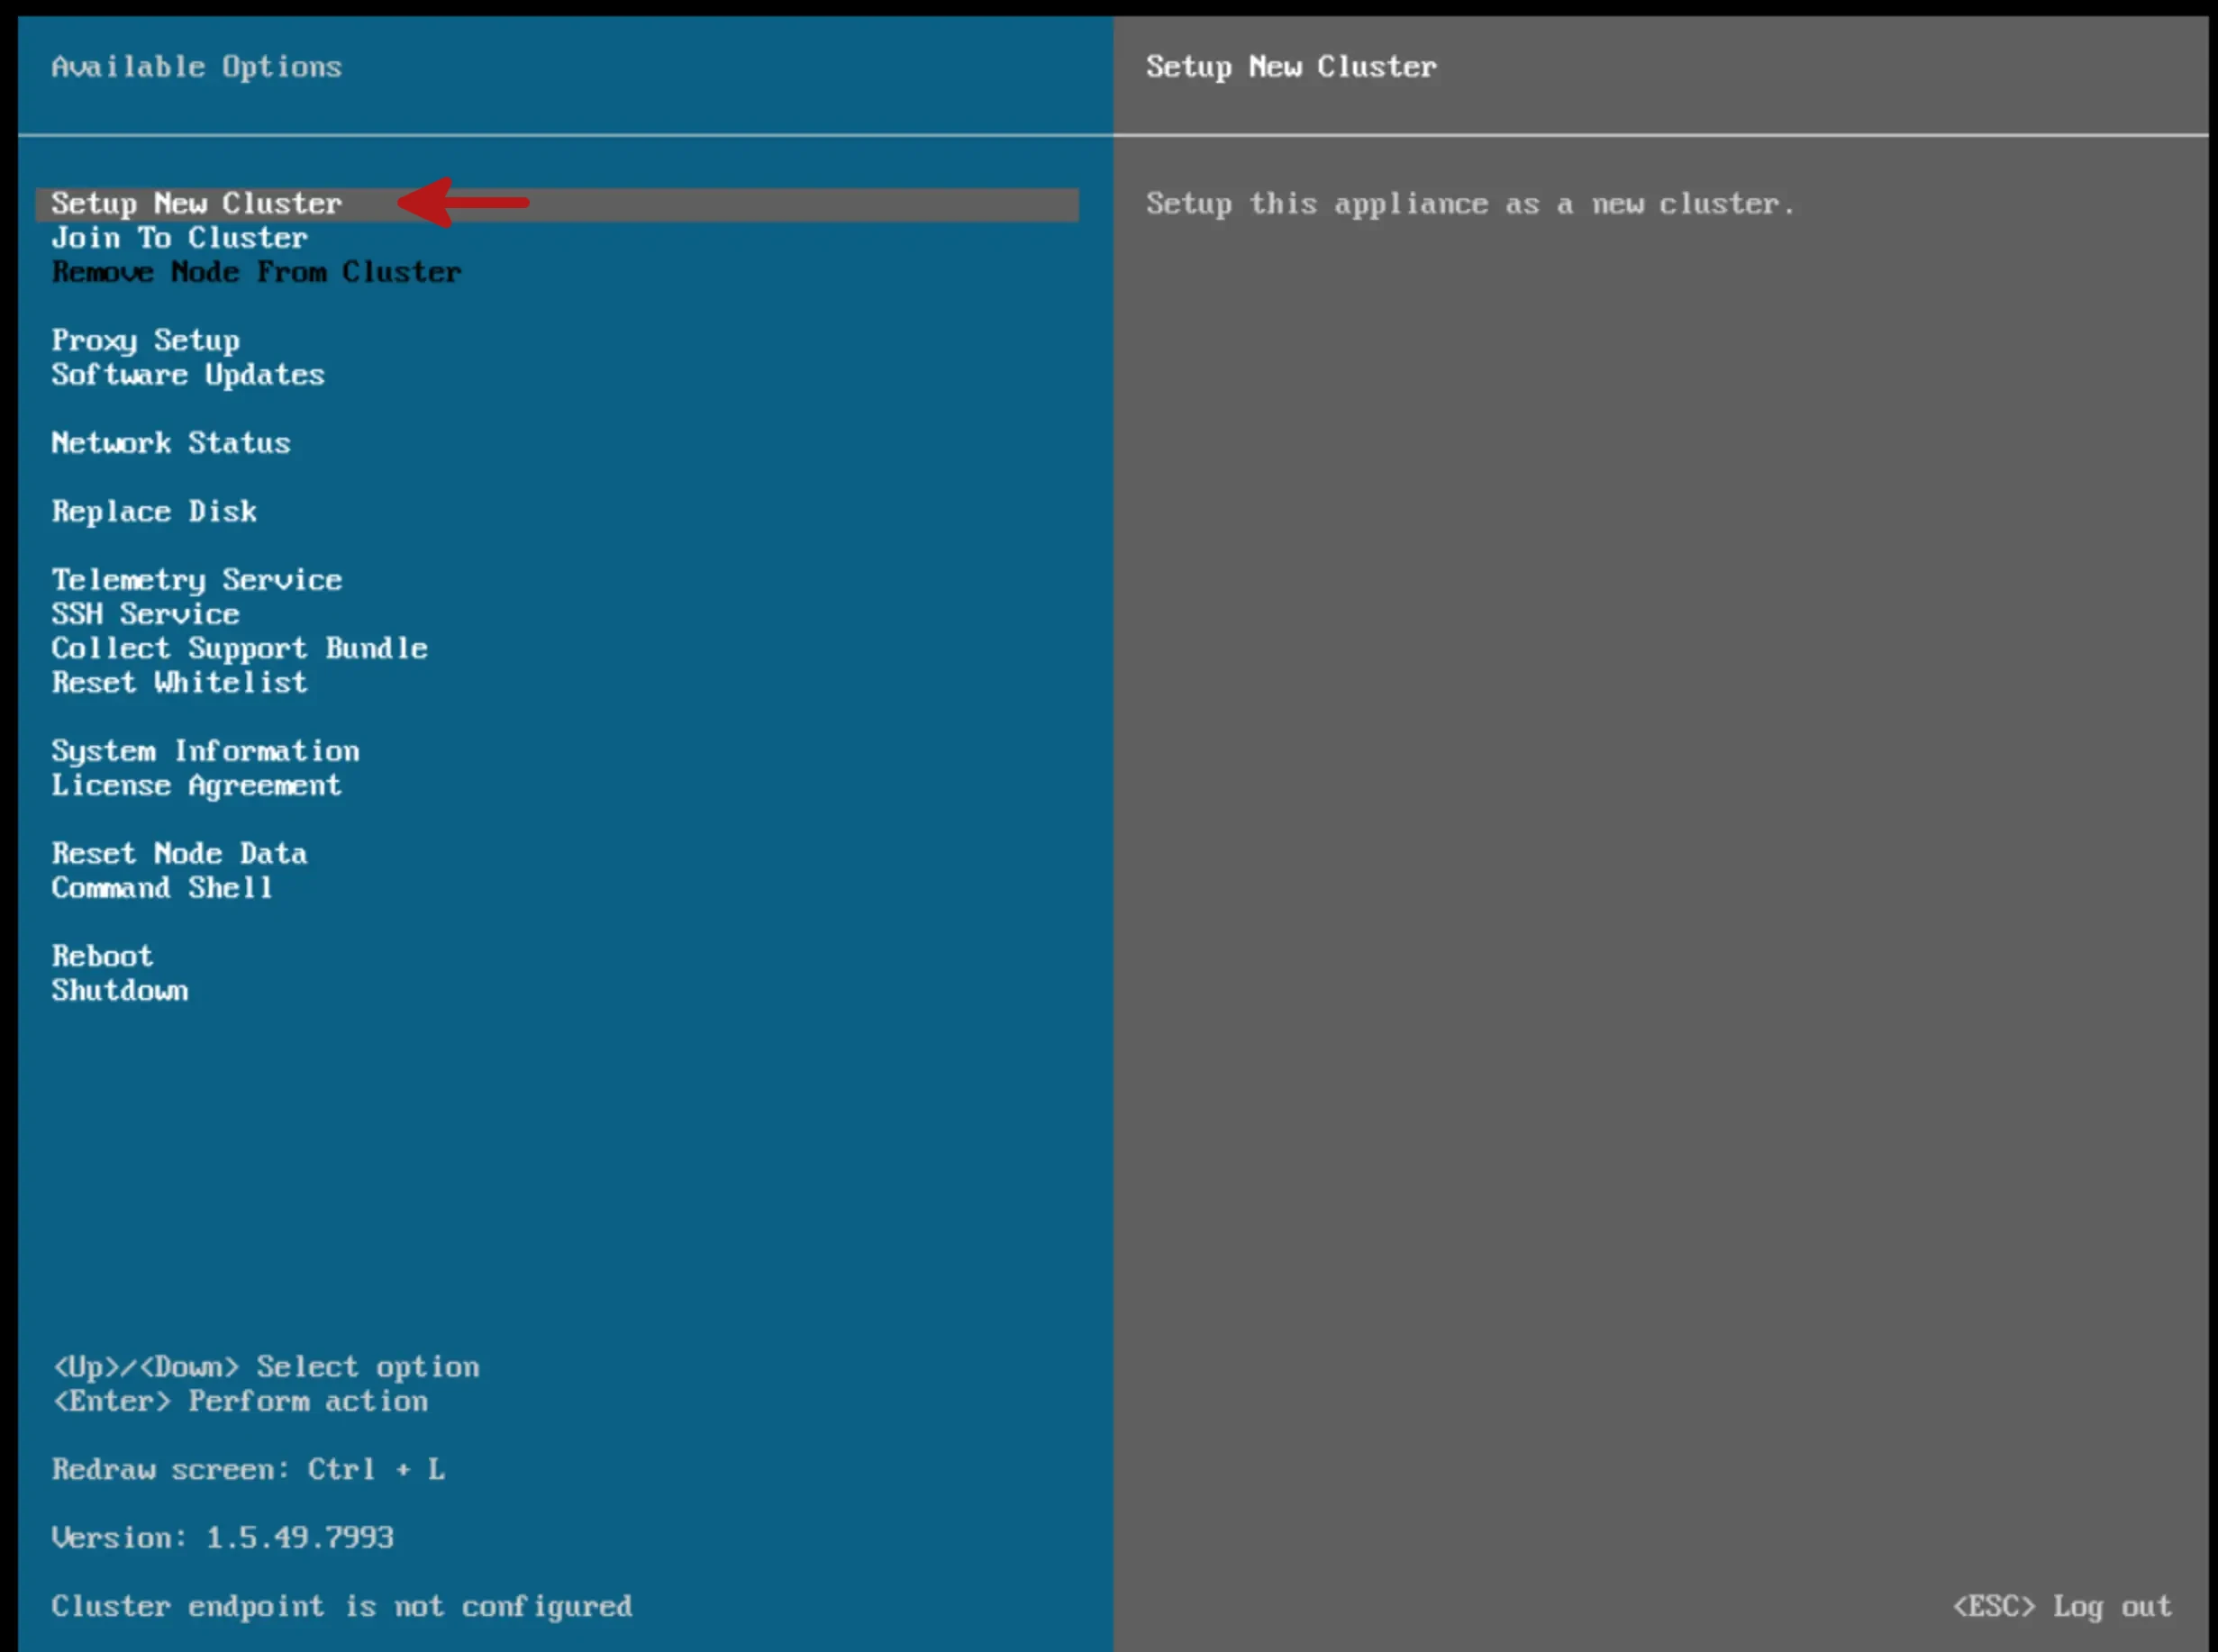 Available Options
Setup New Cluster
Setup New Cluster
Join To Cluster
Remove Node From Cluster
Proxy Setup
Software Updates
Network Status
Replace Disk
Telemetry Service
SSH Service
Collect Support Bundle
Reset Whitelist
System Information
License Agreement
Reset Node Data
Command Shell
Reboot
Shutdown
<Up>/<Down> Select option
<Enter> Perform action
Redraw screen: Ctrl + L
Version: 1.5.49.7993
Cluster endpoint is not configured
Setup this appliance as a new cluster.
<ESC> Log out